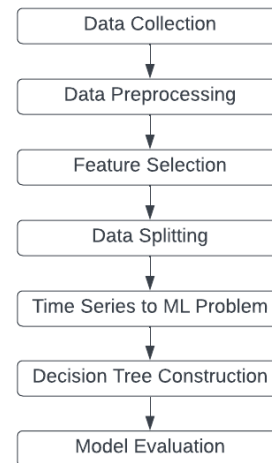 Data Collection
Data Preprocessing
Feature Selection
Data Splitting
Time Series to ML Problem
Decision Tree Construction
Model Evaluation